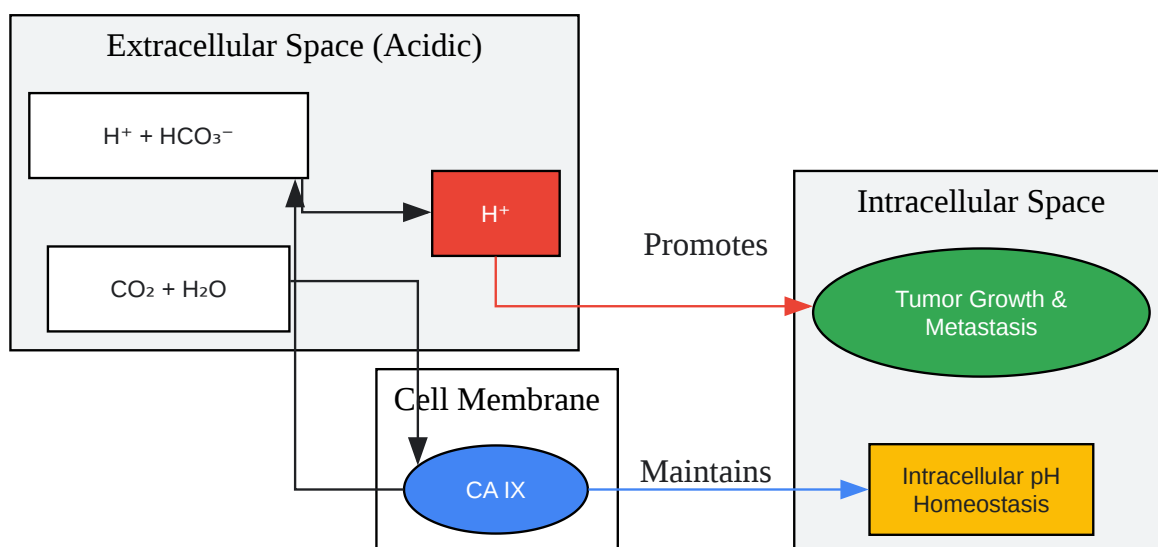 Extracellular Space (Acidic)
H⁺ + HCO₃⁻
H⁺
CO₂ + H₂O
Promotes
Intracellular Space
Tumor Growth &
Metastasis
Cell Membrane
CA IX
Maintains
Intracellular pH
Homeostasis